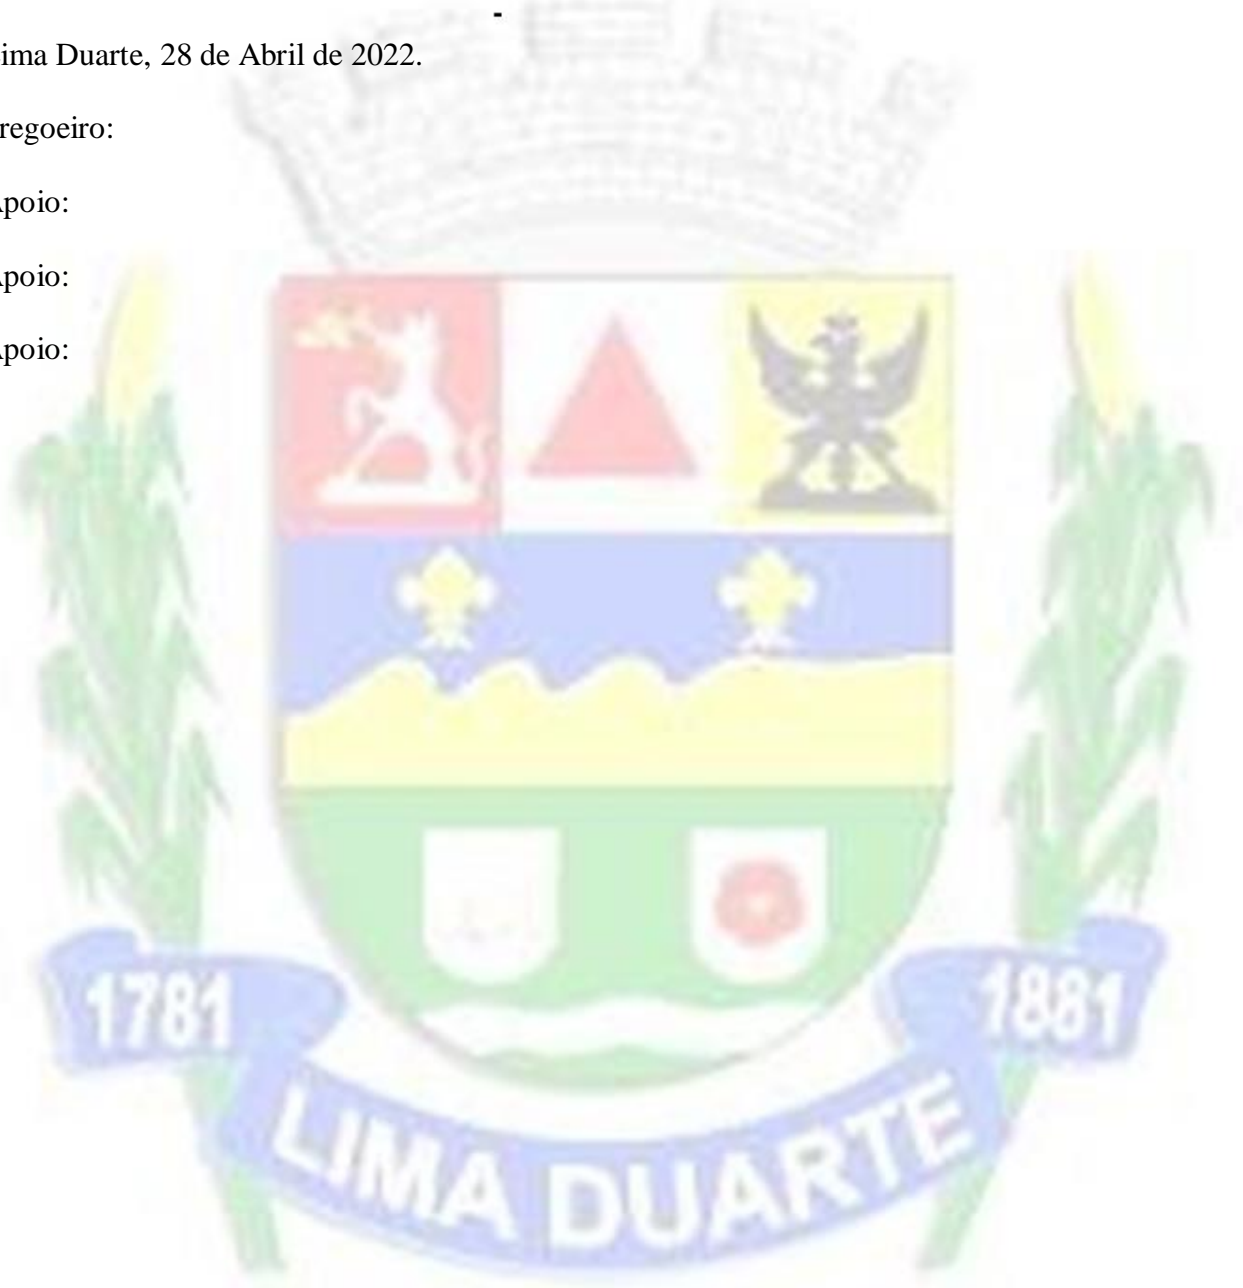 -
ima Duarte, 28 de Abril de 2022.
regoeiro:
poio:
poio:
poio:
1781
1881
LIMA DUARTE